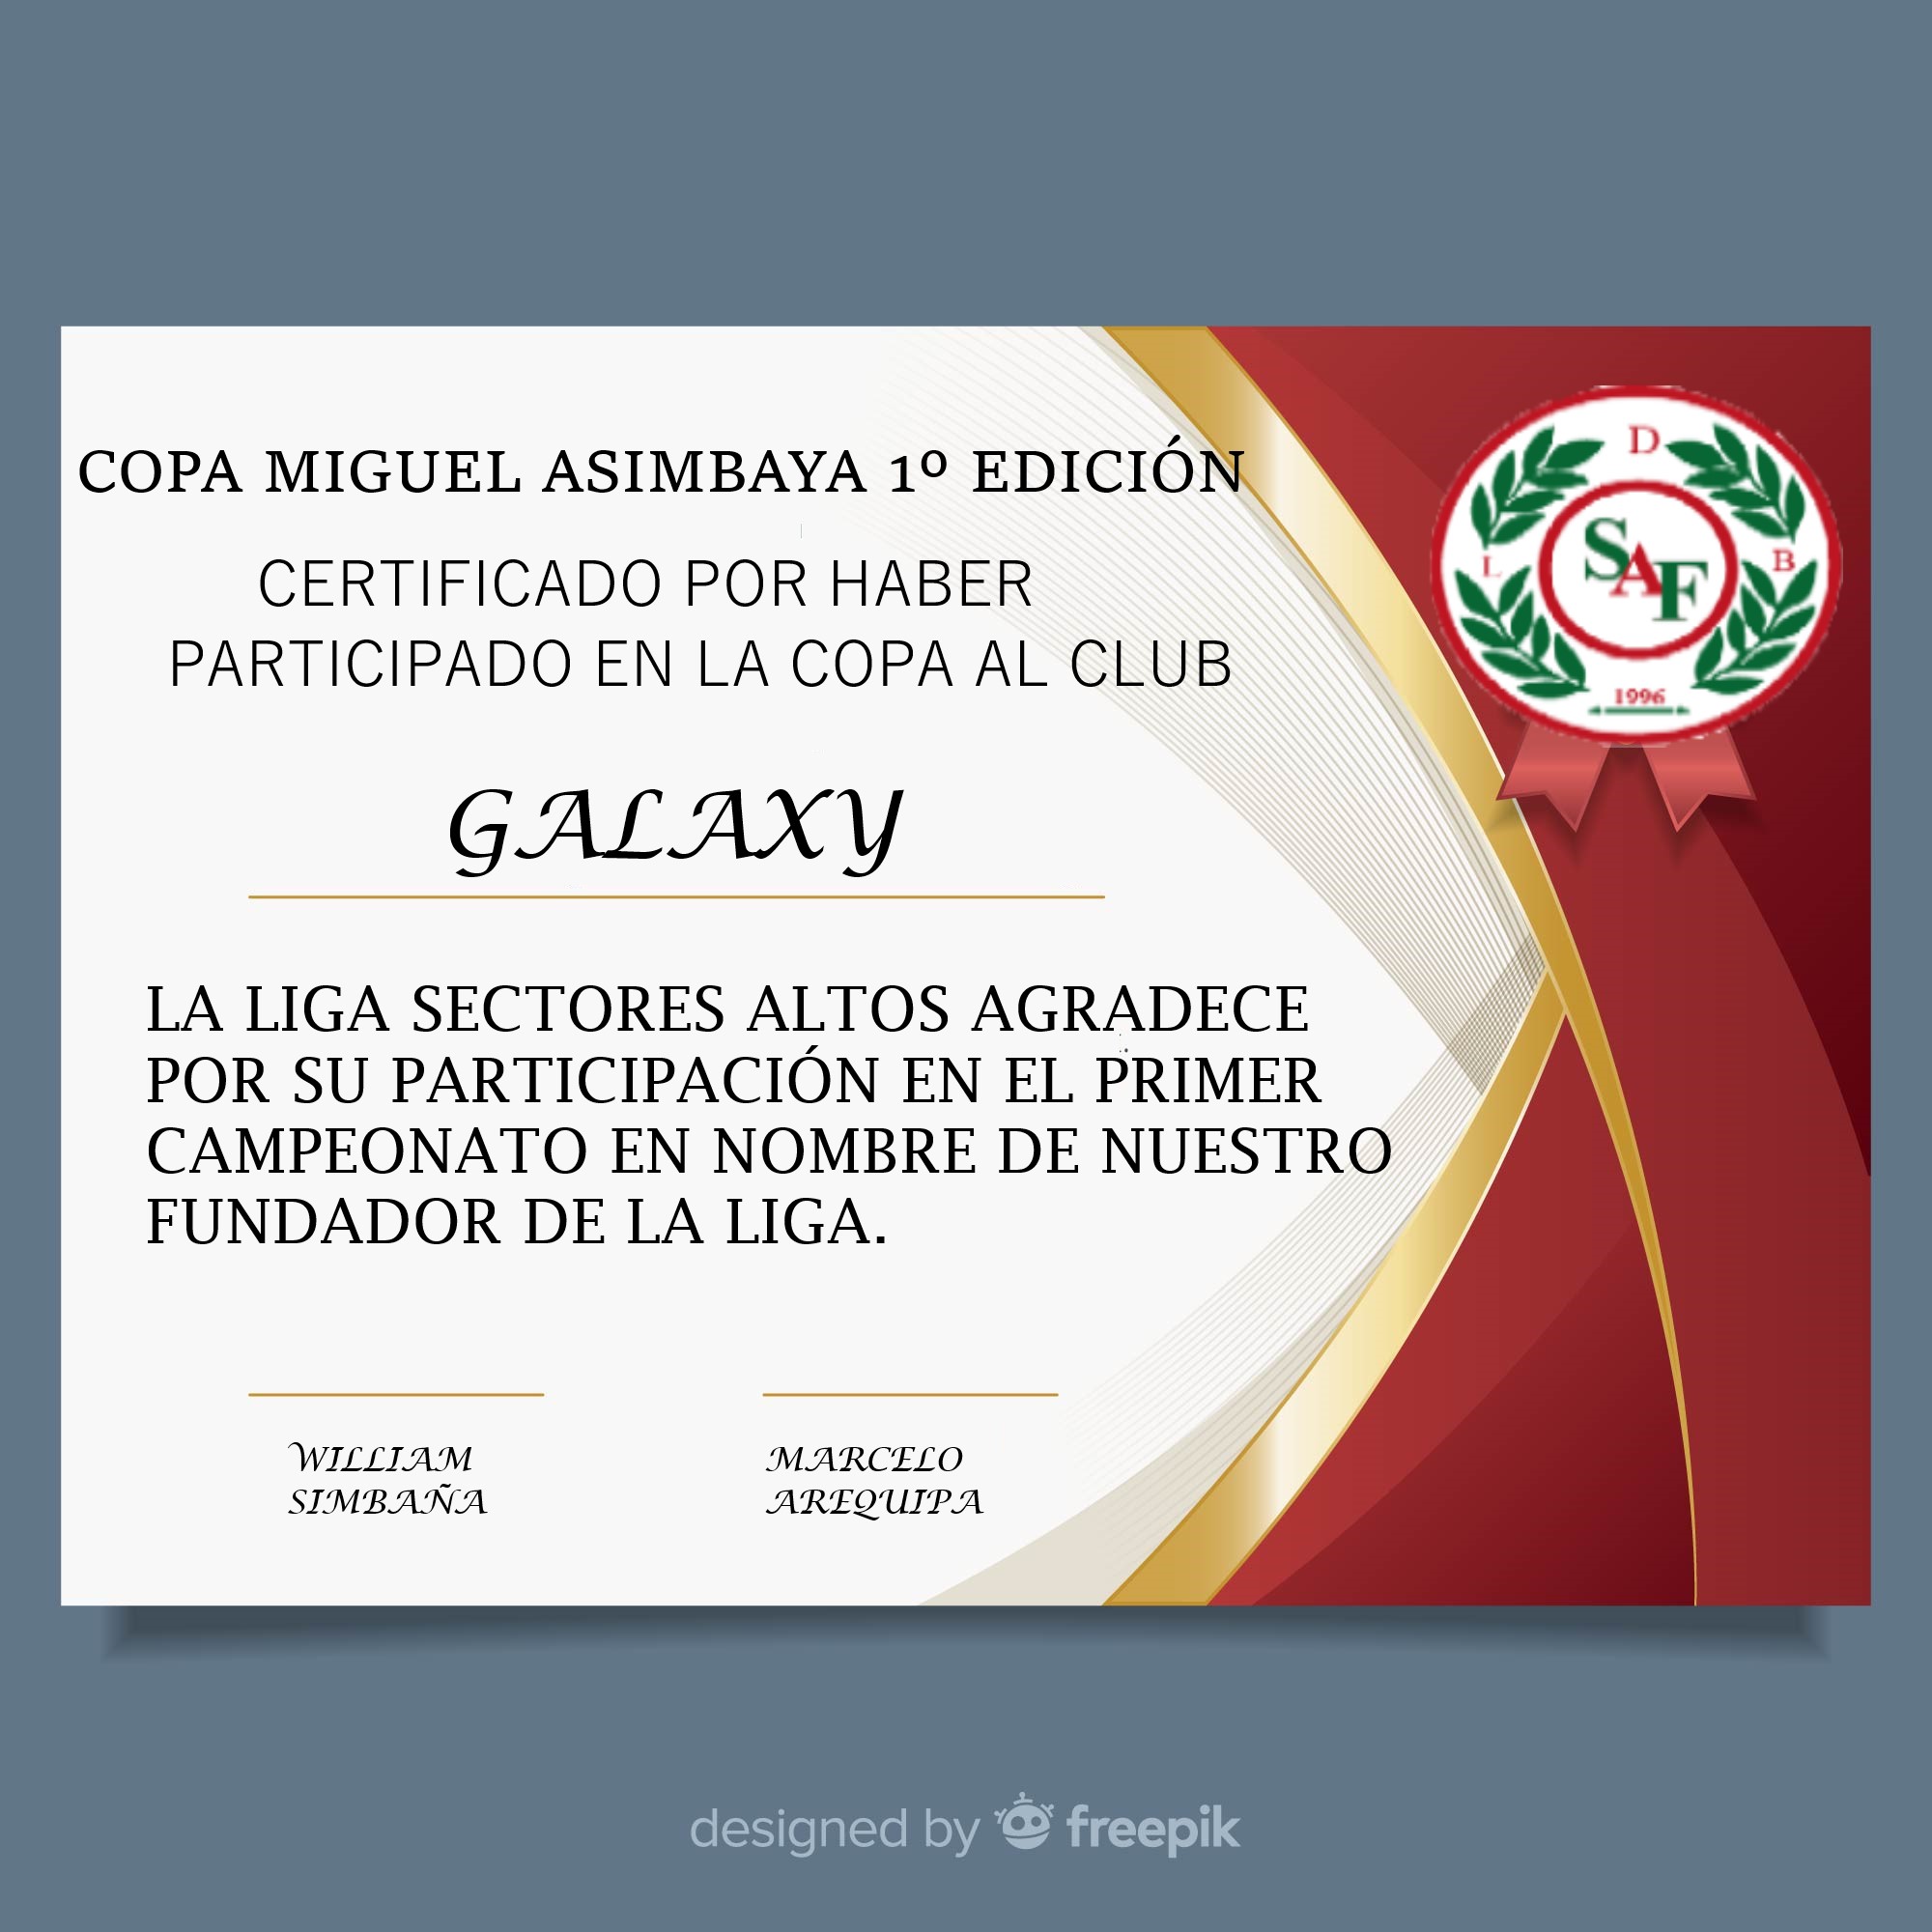 COPA MIGUEL ASIMBAYA 1º EDICIÓN
CERTIFICADO POR HABER
PARTICIPADO EN LA COPA AL CLUB
GALAXY
LA LIGA SECTORES ALTOS AGRADECE
POR SU PARTICIPACIÓN EN EL PRIMER
CAMPEONATO EN NOMBRE DE NUESTRO
FUNDADOR DE LA LIGA.
WILLIAM
SIMBAÑA
MARCELO
AREQUIPA
D
L
B
SAF
1996
designed by freepik